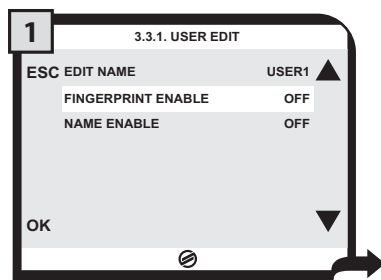 1
3.3.1. USER EDIT
ESC EDIT NAME USER1
FINGERPRINT ENABLE OFF
NAME ENABLE OFF
OK